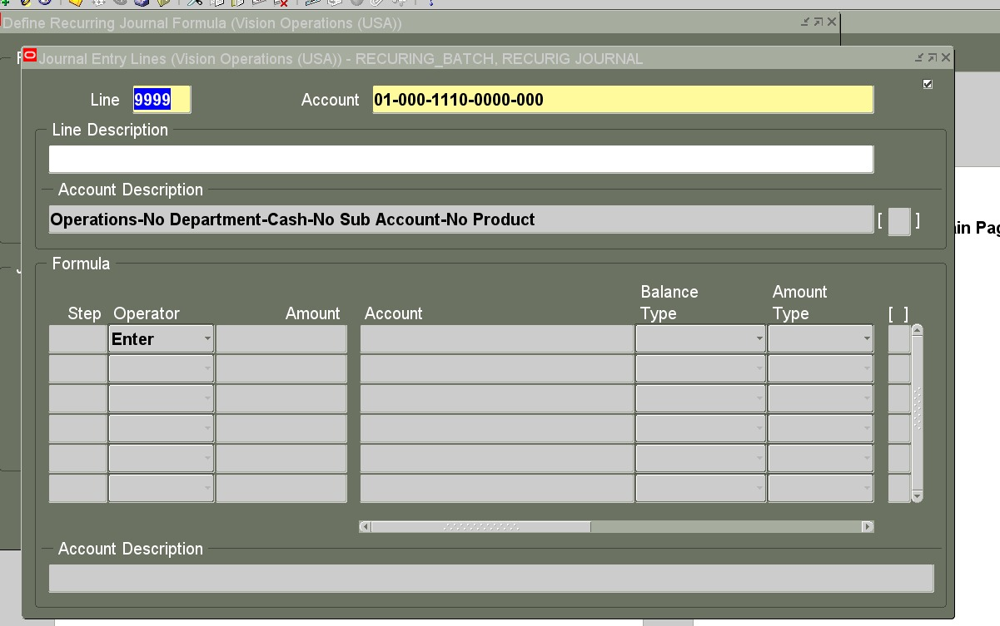 Define Recurring Journal Formula (Vision Operations (USA))
Journal Entry Lines (Vision Operations (USA)) - RECURING_BATCH, RECURIG JOURNAL
Line 9999 Account 01-000-1110-0000-000
Line Description
Account Description
Operations-No Department-Cash-No Sub Account-No Product [ ]
Formula
Balance Amount
Step Operator Amount Account Type Type [ ]
Enter
Account Description